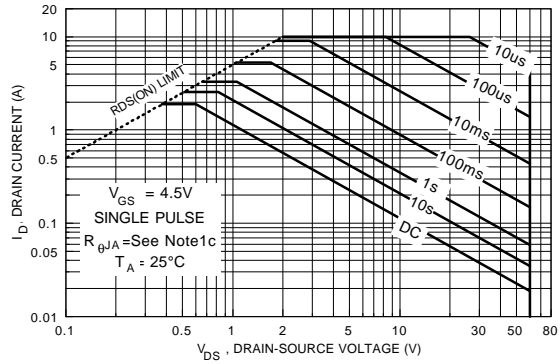 20
10
5
1
0.5
0.1
0.05
0.01
I D, DRAIN CURRENT (A)
RDS(ON) LIMIT
10us
100us
10ms
100ms
1s
10s
DC
VGS = 4.5V
SINGLE PULSE
RθJA=See Note1c
TA = 25°C
0.1 0.5 1 2 5 10 30 50 80
VDS , DRAIN-SOURCE VOLTAGE (V)